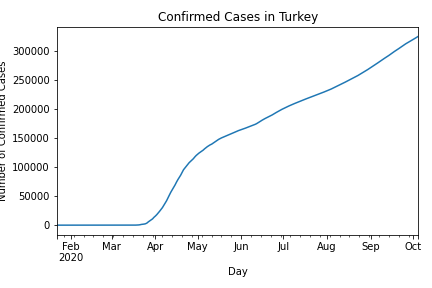 Confirmed Cases in Turkey
Number of Confirmed Cases
300000
250000
200000
150000
100000
50000
0
Feb Mar Apr May Jun Jul Aug Sep Oct
2020
Day